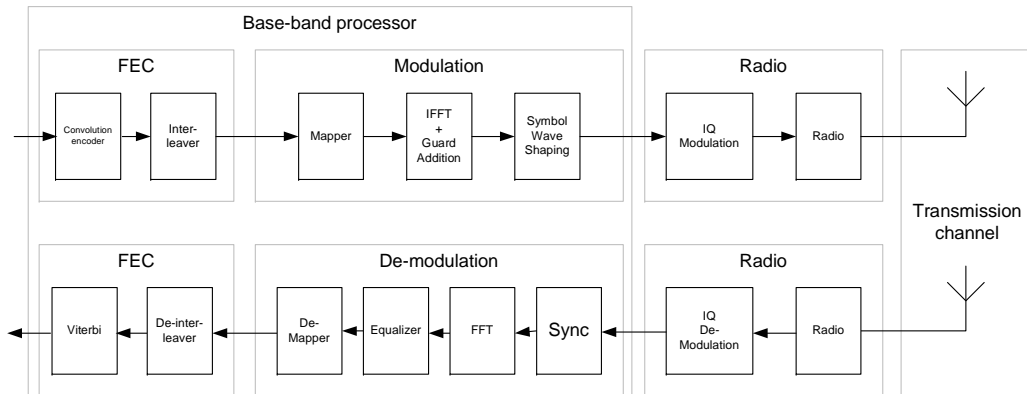 Base-band processor
FEC
Modulation
Radio
Convolution
encoder
Inter-
leaver
Mapper
IFFT
+
Guard
Addition
Symbol
Wave
Shaping
IQ
Modulation
Radio
Transmission
channel
FEC
De-modulation
Radio
Viterbi
De-inter-
leaver
De-
Mapper
Equalizer
FFT
Sync
IQ
De-
Modulation
Radio